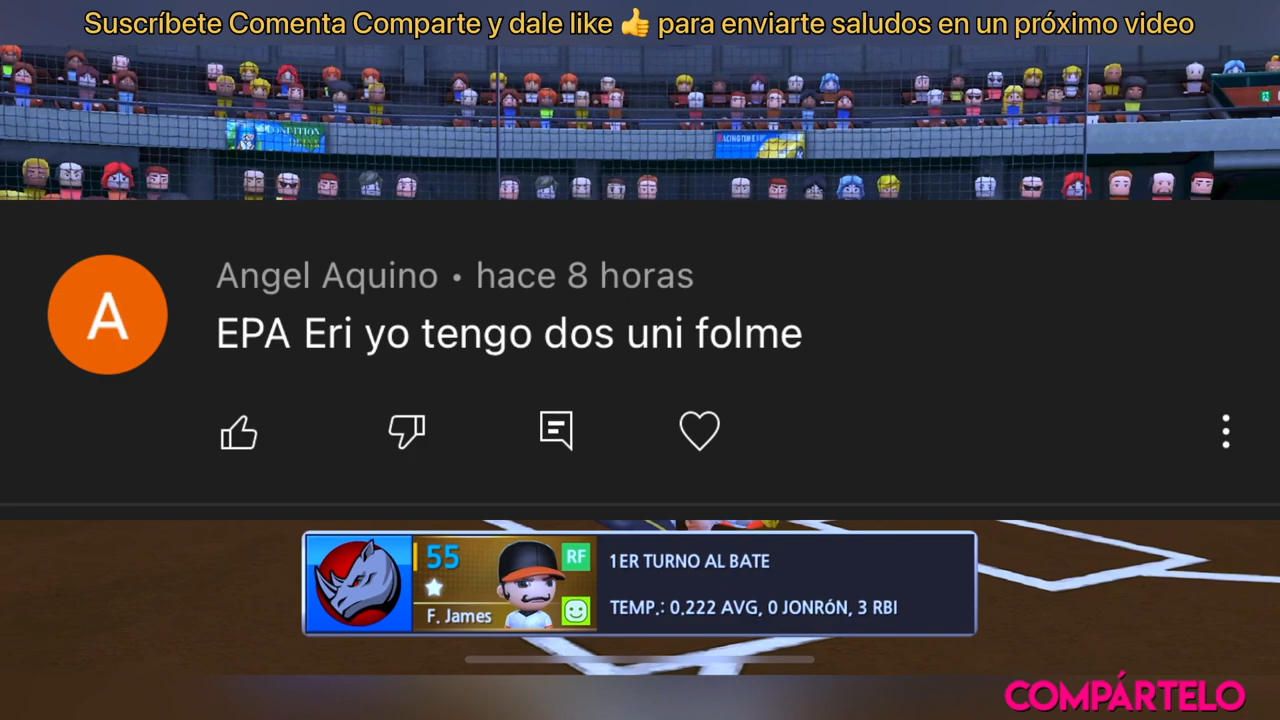 Suscríbete Comenta Comparte y dale like 👍 para enviarte saludos en un próximo video
Angel Aquino • hace 8 horas
EPA Eri yo tengo dos uni folme
A
55
RF
F. James
1ER TURNO AL BATE
TEMP.: 0,222 AVG, 0 JONRóN, 3 RBI
COMPÁRTELO